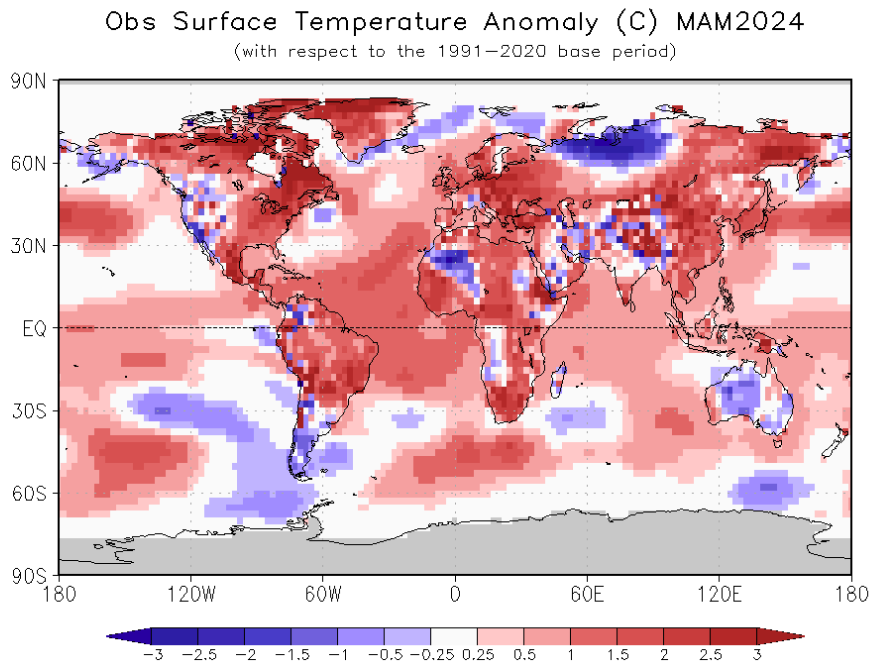 Obs Surface Temperature Anomaly (C) MAM2024
(with respect to the 1991−2020 base period)
90N
60N
30N
EQ
30S
60S
90S
180 120W 60W 0 60E 120E 180
−3 −2.5 −2 −1.5 −1 −0.5 −0.25 0.25 0.5 1 1.5 2 2.5 3